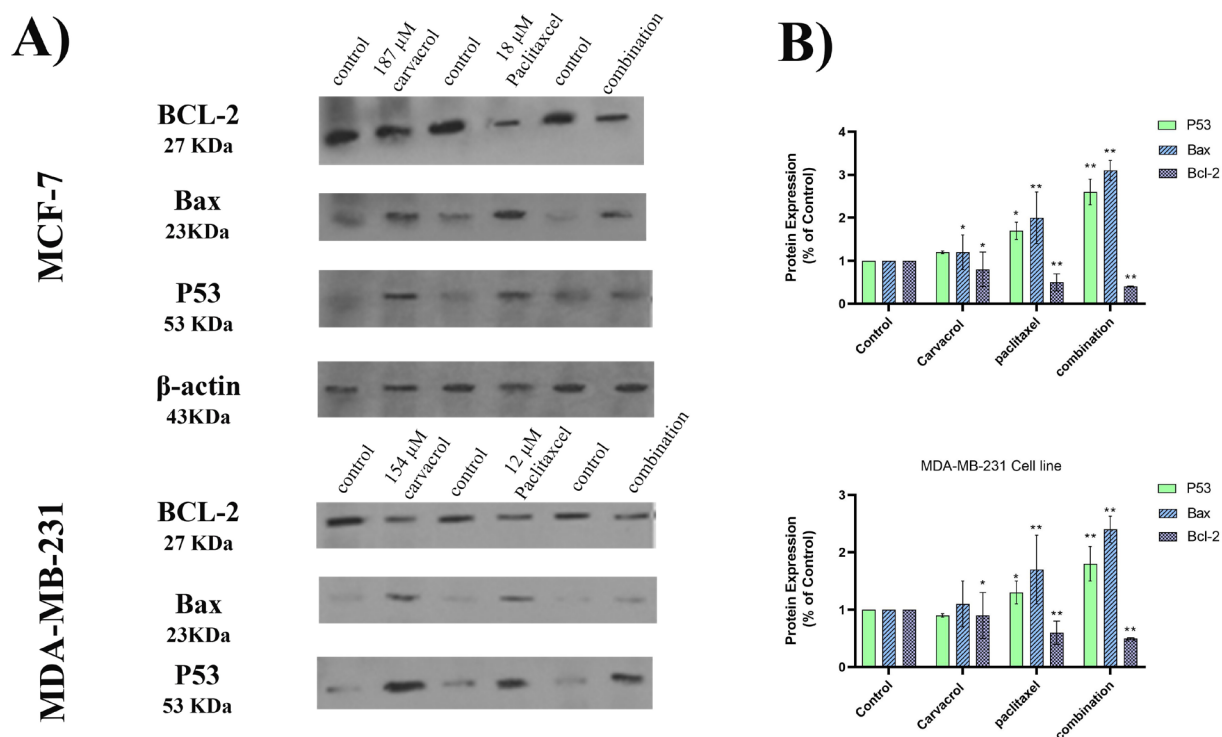 A)
control
187 µM
carvacrol
control
18 µM
Paclitaxcel
control
combination
MCF-7
BCL-2
27 KDa
Bax
23KDa
P53
53 KDa
β-actin
43KDa
control
154 µM
carvacrol
control
12 µM
Paclitaxcel
control
combination
MDA-MB-231
BCL-2
27 KDa
Bax
23KDa
P53
53 KDa
B)
P53
Bax
Bcl-2
Protein Expression
(% of Control)
4
3
2
1
0
*
*
*
**
**
**
**
**
Control
Carvacrol
paclitaxel
combination
MDA-MB-231 Cell line
P53
Bax
Bcl-2
Protein Expression
(% of Control)
3
2
1
0
*
*
**
**
**
**
**
Control
Carvacrol
paclitaxel
combination